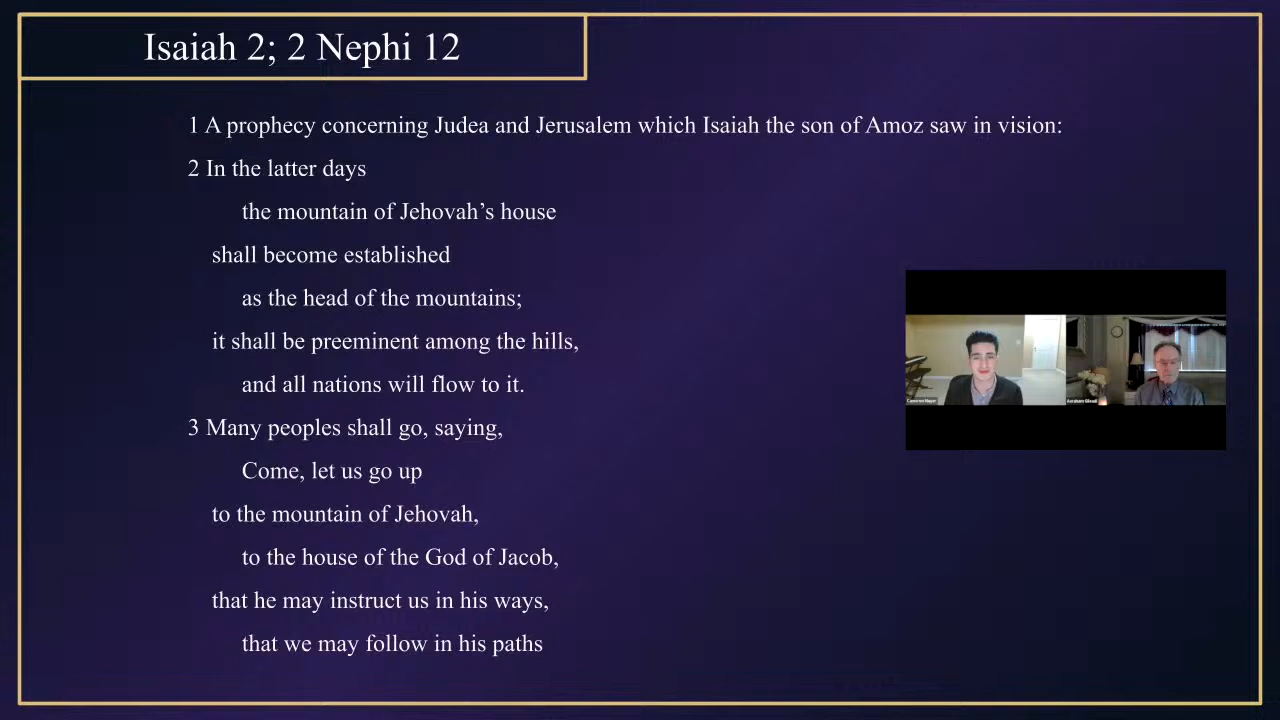 Isaiah 2; 2 Nephi 12
1 A prophecy concerning Judea and Jerusalem which Isaiah the son of Amoz saw in vision:
2 In the latter days
the mountain of Jehovah’s house
shall become established
as the head of the mountains;
it shall be preeminent among the hills,
and all nations will flow to it.
3 Many peoples shall go, saying,
Come, let us go up
to the mountain of Jehovah,
to the house of the God of Jacob,
that he may instruct us in his ways,
that we may follow in his paths
Avraham Gileadi